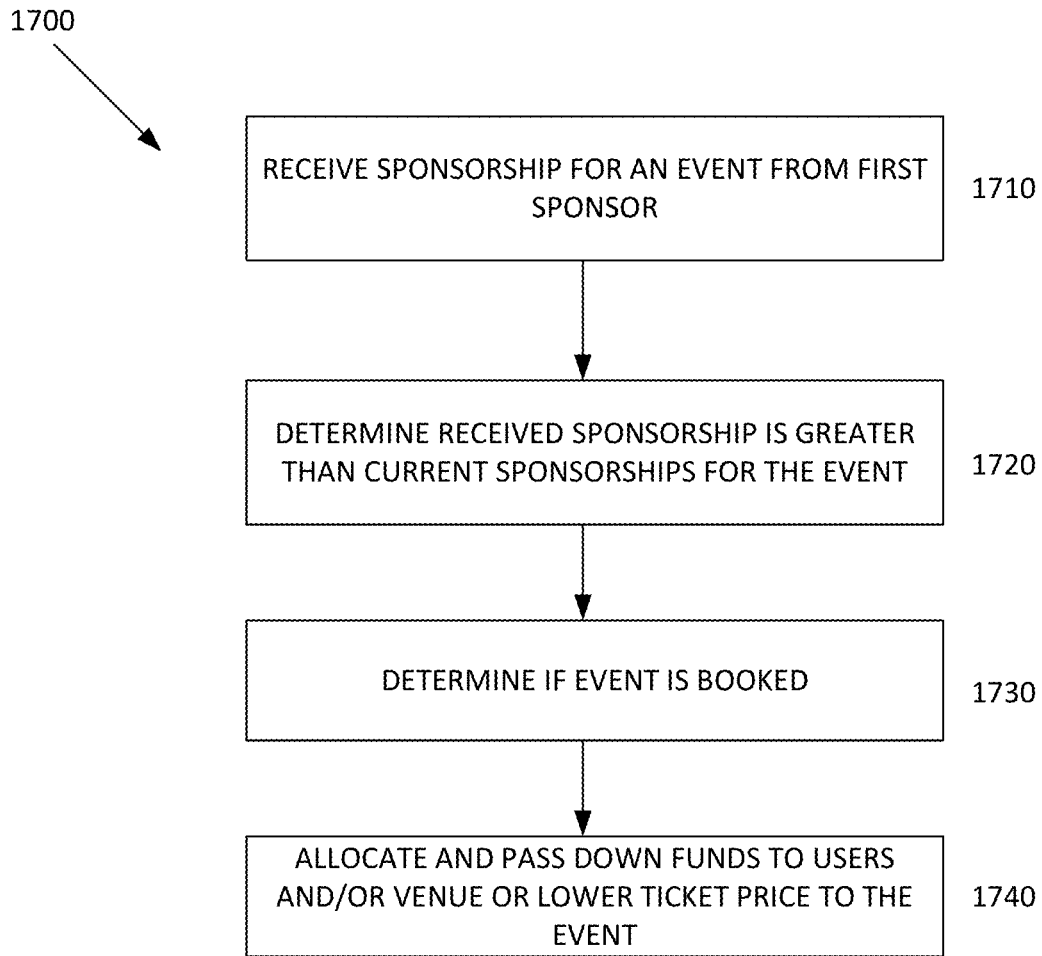 1700
RECEIVE SPONSORSHIP FOR AN EVENT FROM FIRST
SPONSOR
1710
DETERMINE RECEIVED SPONSORSHIP IS GREATER
THAN CURRENT SPONSORSHIPS FOR THE EVENT
1720
DETERMINE IF EVENT IS BOOKED
1730
ALLOCATE AND PASS DOWN FUNDS TO USERS
AND/OR VENUE OR LOWER TICKET PRICE TO THE
EVENT
1740